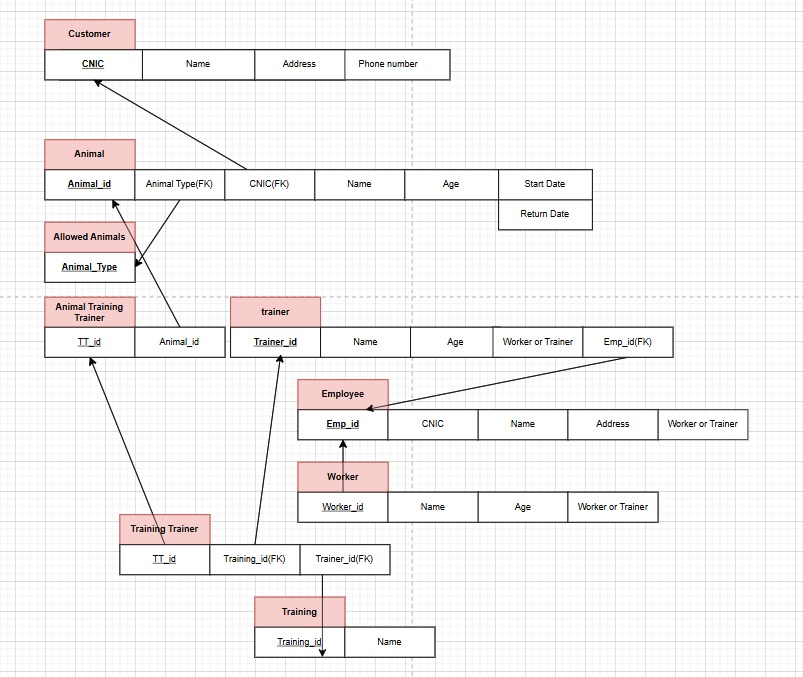 Customer
CNIC Name Address Phone number
Animal
Animal_id Animal Type(FK) CNIC(FK) Name Age Start Date
Return Date
Allowed Animals
Animal_Type
Animal Training
Trainer
TT_id Animal_id
trainer
Trainer_id Name Age Worker or Trainer Emp_id(FK)
Employee
Emp_id CNIC Name Address Worker or Trainer
Worker
Worker_id Name Age Worker or Trainer
Training Trainer
TT_id Training_id(FK) Trainer_id(FK)
Training
Training_id Name